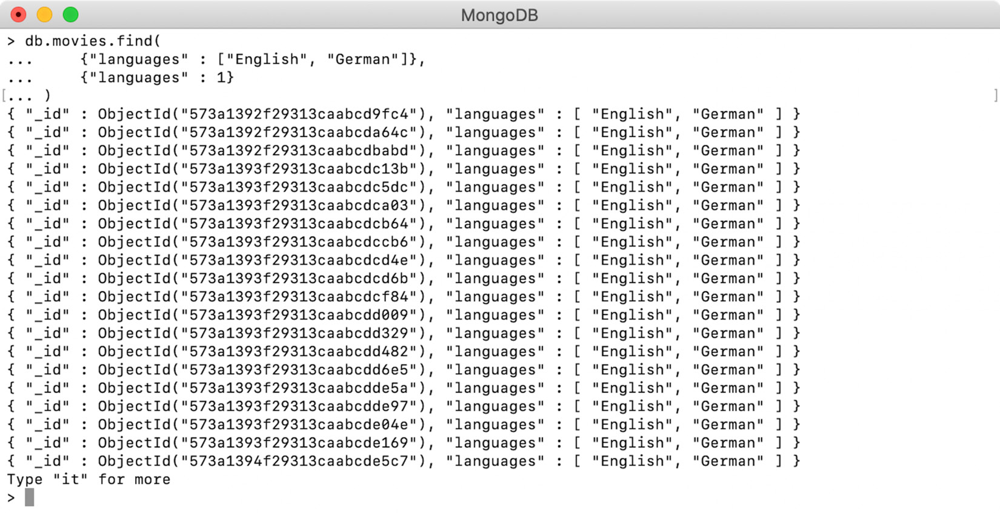 MongoDB
> db.movies.find(
...     {"languages" : ["English", "German"]},
...     {"languages" : 1}
[... ) ]
{ "_id" : ObjectId("573a1392f29313caabcd9fc4"), "languages" : [ "English", "German" ] }
{ "_id" : ObjectId("573a1392f29313caabcda64c"), "languages" : [ "English", "German" ] }
{ "_id" : ObjectId("573a1392f29313caabcdbabd"), "languages" : [ "English", "German" ] }
{ "_id" : ObjectId("573a1393f29313caabcdc13b"), "languages" : [ "English", "German" ] }
{ "_id" : ObjectId("573a1393f29313caabcdc5dc"), "languages" : [ "English", "German" ] }
{ "_id" : ObjectId("573a1393f29313caabcdca03"), "languages" : [ "English", "German" ] }
{ "_id" : ObjectId("573a1393f29313caabcdcb64"), "languages" : [ "English", "German" ] }
{ "_id" : ObjectId("573a1393f29313caabcdccb6"), "languages" : [ "English", "German" ] }
{ "_id" : ObjectId("573a1393f29313caabcdcd4e"), "languages" : [ "English", "German" ] }
{ "_id" : ObjectId("573a1393f29313caabcdcd6b"), "languages" : [ "English", "German" ] }
{ "_id" : ObjectId("573a1393f29313caabcdcf84"), "languages" : [ "English", "German" ] }
{ "_id" : ObjectId("573a1393f29313caabcdd009"), "languages" : [ "English", "German" ] }
{ "_id" : ObjectId("573a1393f29313caabcdd329"), "languages" : [ "English", "German" ] }
{ "_id" : ObjectId("573a1393f29313caabcdd482"), "languages" : [ "English", "German" ] }
{ "_id" : ObjectId("573a1393f29313caabcdd6e5"), "languages" : [ "English", "German" ] }
{ "_id" : ObjectId("573a1393f29313caabcdde5a"), "languages" : [ "English", "German" ] }
{ "_id" : ObjectId("573a1393f29313caabcdde97"), "languages" : [ "English", "German" ] }
{ "_id" : ObjectId("573a1393f29313caabcde04e"), "languages" : [ "English", "German" ] }
{ "_id" : ObjectId("573a1393f29313caabcde169"), "languages" : [ "English", "German" ] }
{ "_id" : ObjectId("573a1394f29313caabcde5c7"), "languages" : [ "English", "German" ] }
Type "it" for more
>